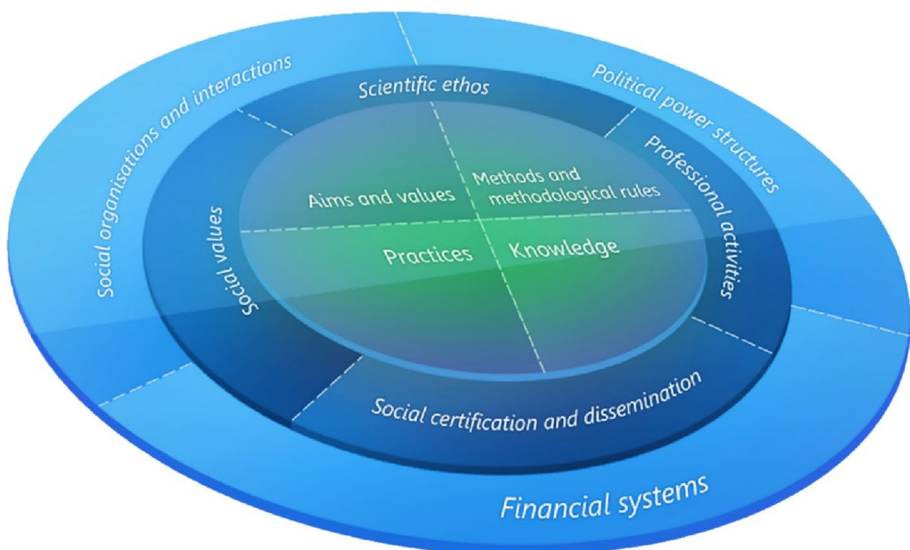 Social organisations and interactions
Political power structures
Scientific ethos
Professional activities
Social values
Aims and values
Methods and
methodological rules
Practices
Knowledge
Social certification and dissemination
Financial systems